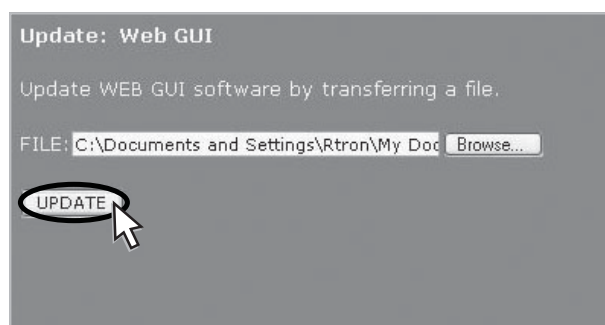 Update: Web GUI
Update WEB GUI software by transferring a file.
FILE: C:\Documents and Settings\Rtron\My Doc Browse...
UPDATE